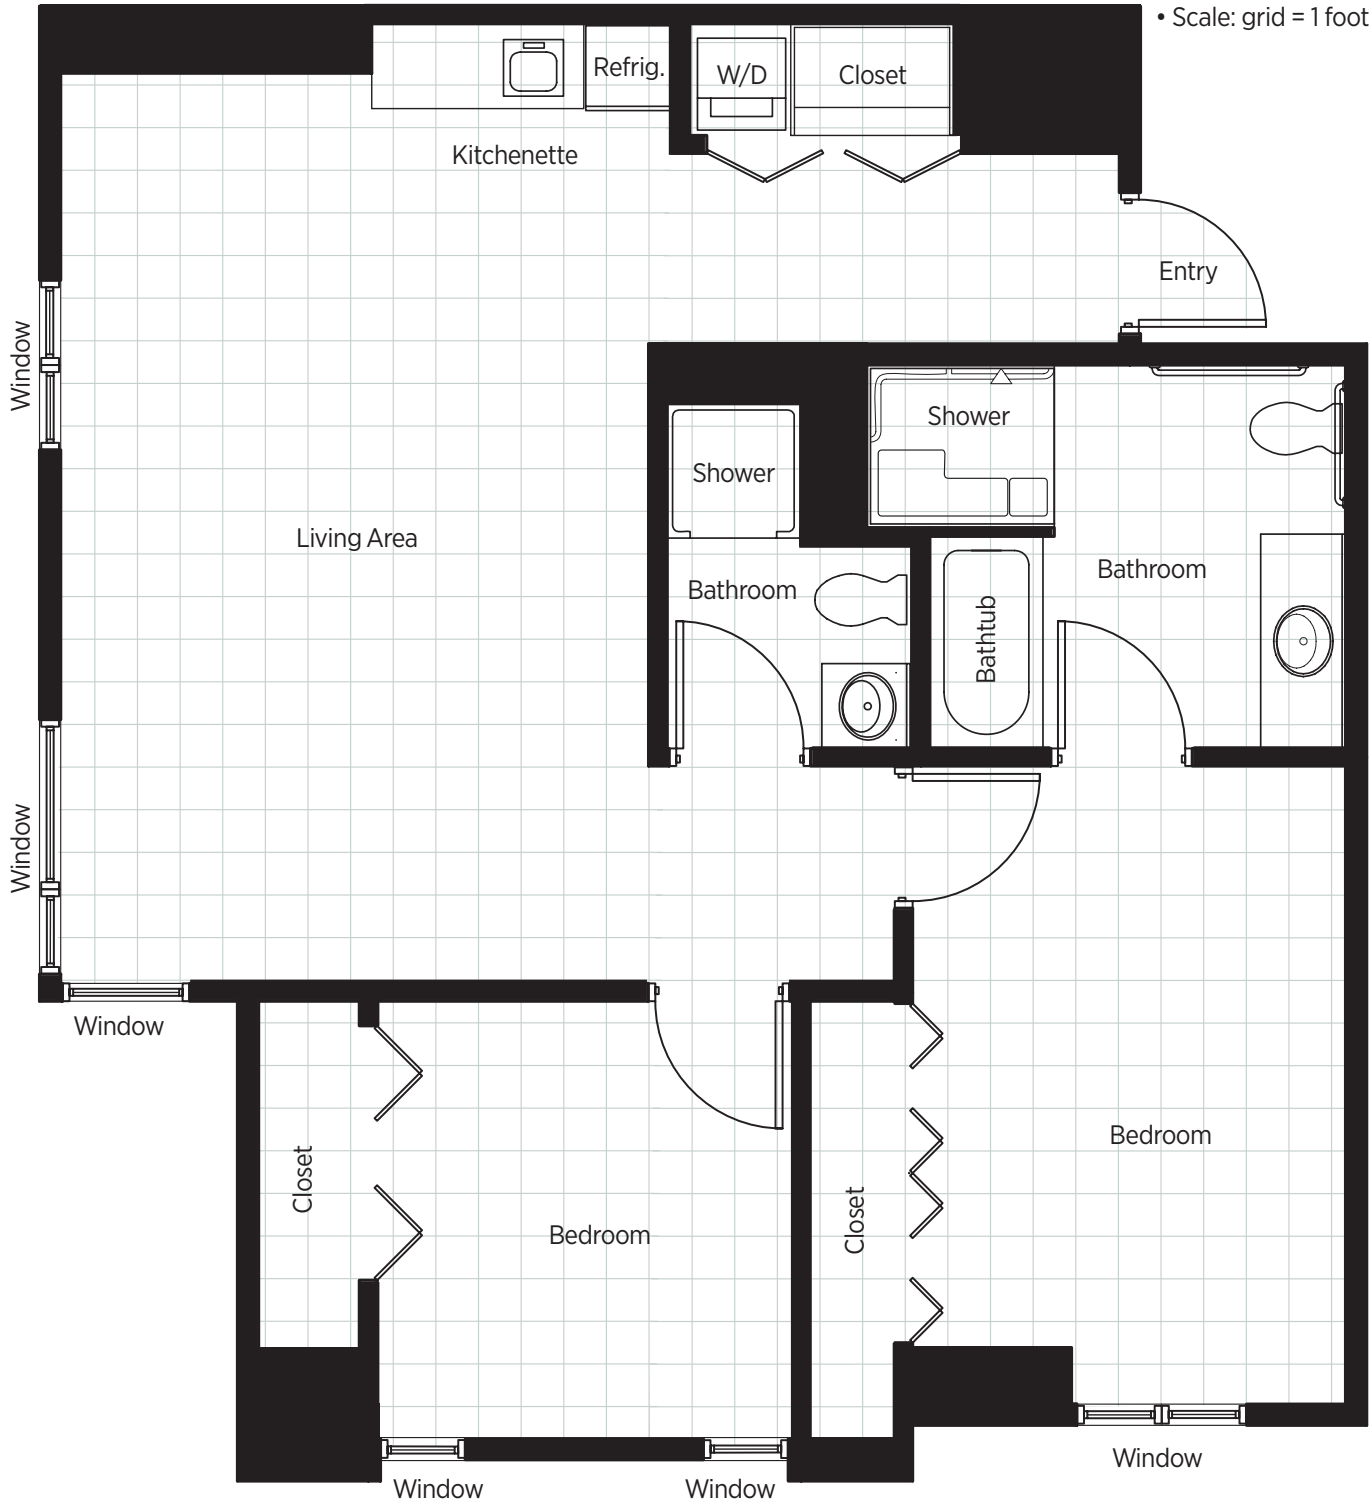 • Scale: grid = 1 foot
Refrig.
W/D
Closet
Kitchenette
Entry
Window
Shower
Shower
Living Area
Bathroom
Bathroom
Bathtub
Window
Window
Closet
Bedroom
Closet
Bedroom
Window
Window
Window